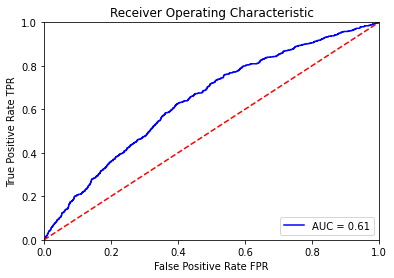 Receiver Operating Characteristic
True Positive Rate TPR
1.0
0.8
0.6
0.4
0.2
0.0
0.0 0.2 0.4 0.6 0.8 1.0
False Positive Rate FPR
AUC = 0.61